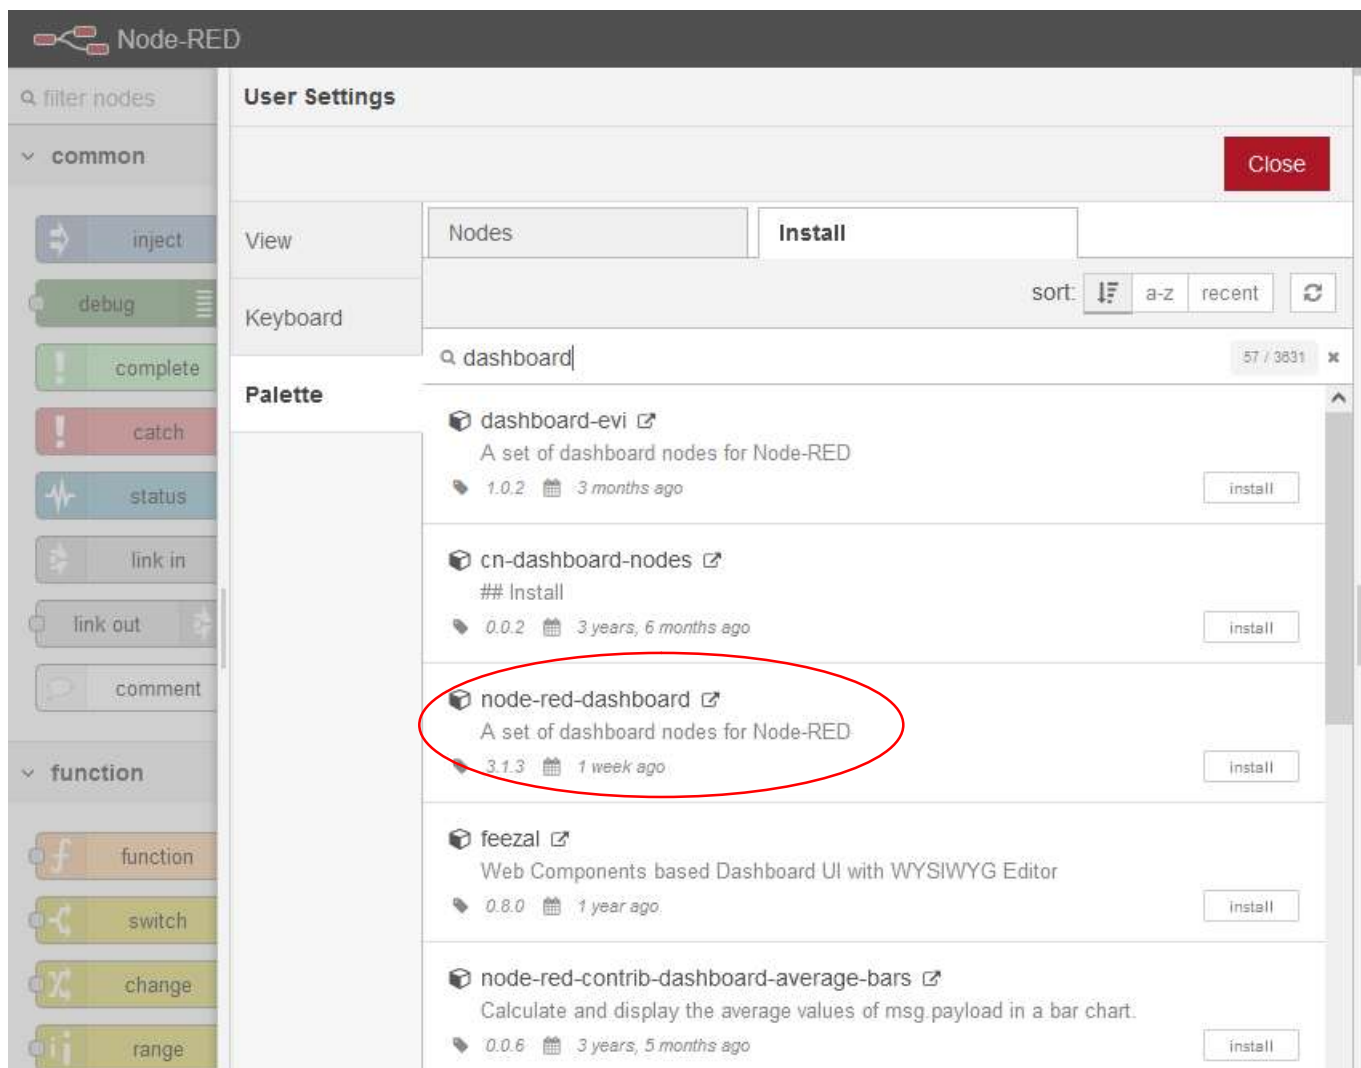 Node-RED
filter nodes
common
inject
debug
complete
catch
status
link in
link out
comment
function
function
switch
change
range
User Settings
Close
View
Keyboard
Palette
Nodes
Install
sort: a-z recent
dashboard
57 / 3631
dashboard-evi
A set of dashboard nodes for Node-RED
1.0.2 3 months ago
install
cn-dashboard-nodes
## Install
0.0.2 3 years, 6 months ago
install
node-red-dashboard
A set of dashboard nodes for Node-RED
3.1.3 1 week ago
install
feezal
Web Components based Dashboard UI with WYSIWYG Editor
0.8.0 1 year ago
install
node-red-contrib-dashboard-average-bars
Calculate and display the average values of msg.payload in a bar chart.
0.0.6 3 years, 5 months ago
install